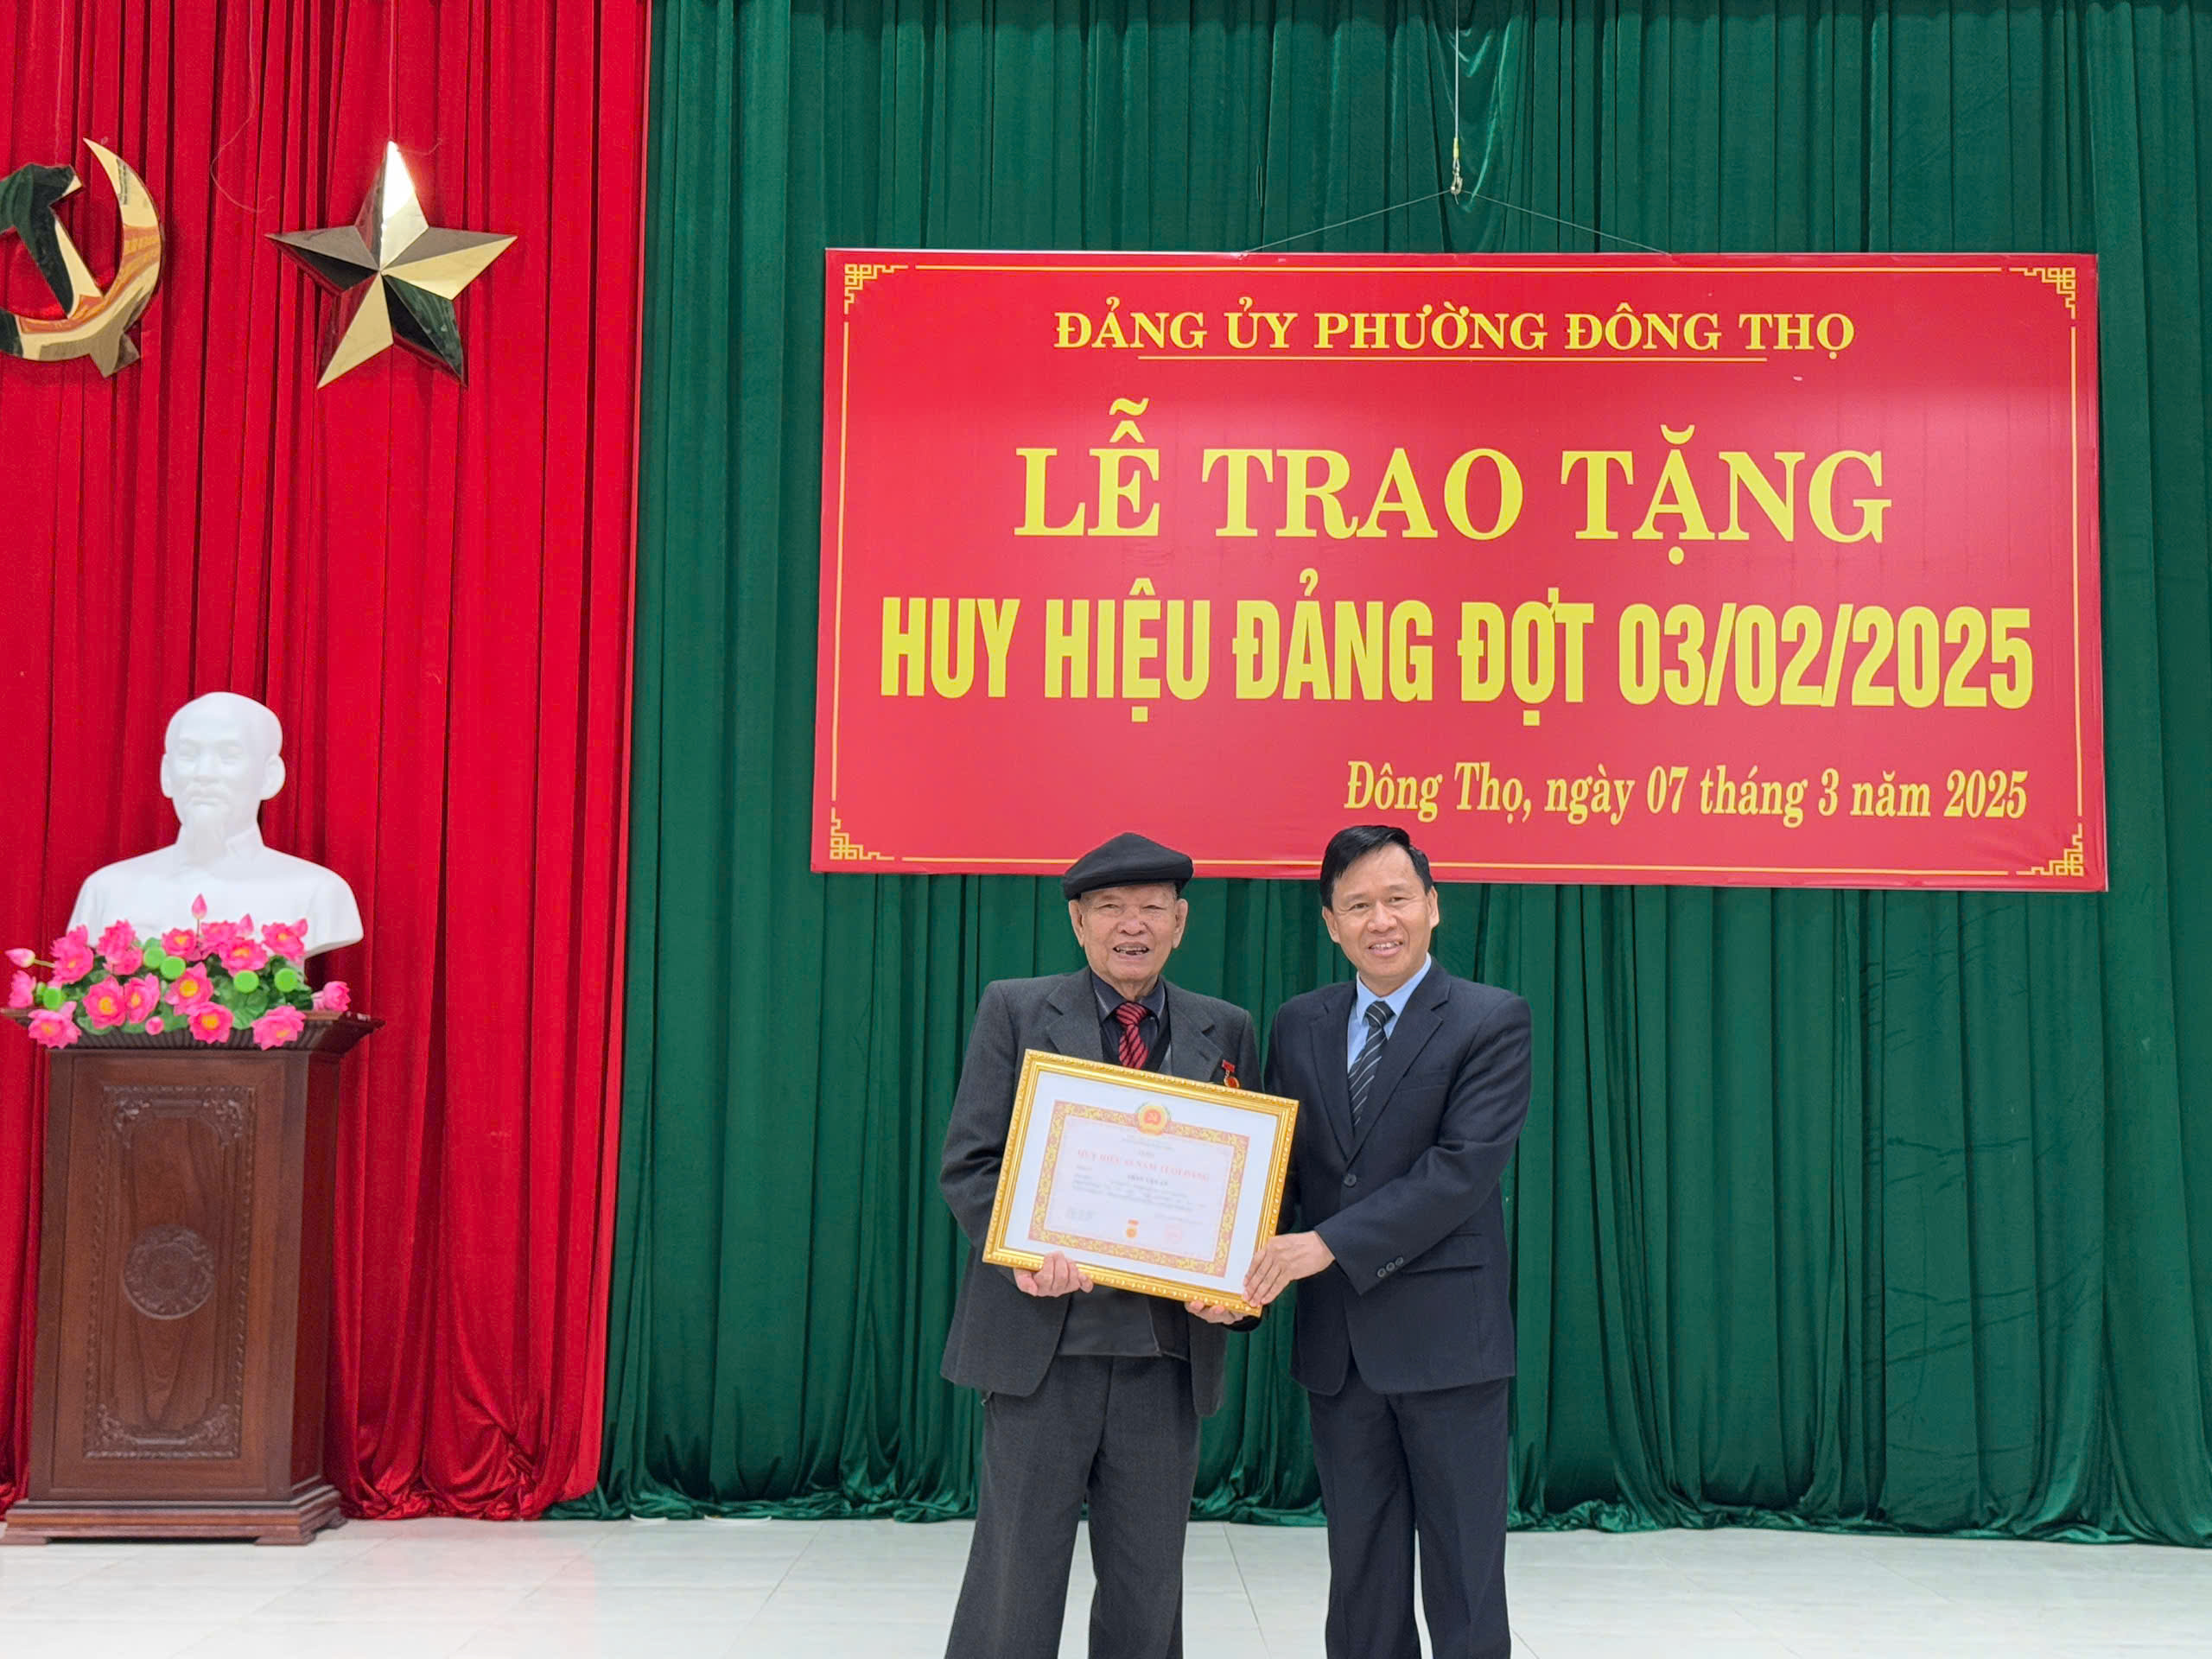 ĐẢNG ỦY PHƯỜNG ĐÔNG THỌ
LỄ TRAO TẶNG
HUY HIỆU ĐẢNG ĐỢT 03/02/2025
Đông Thọ, ngày 07 tháng 3 năm 2025